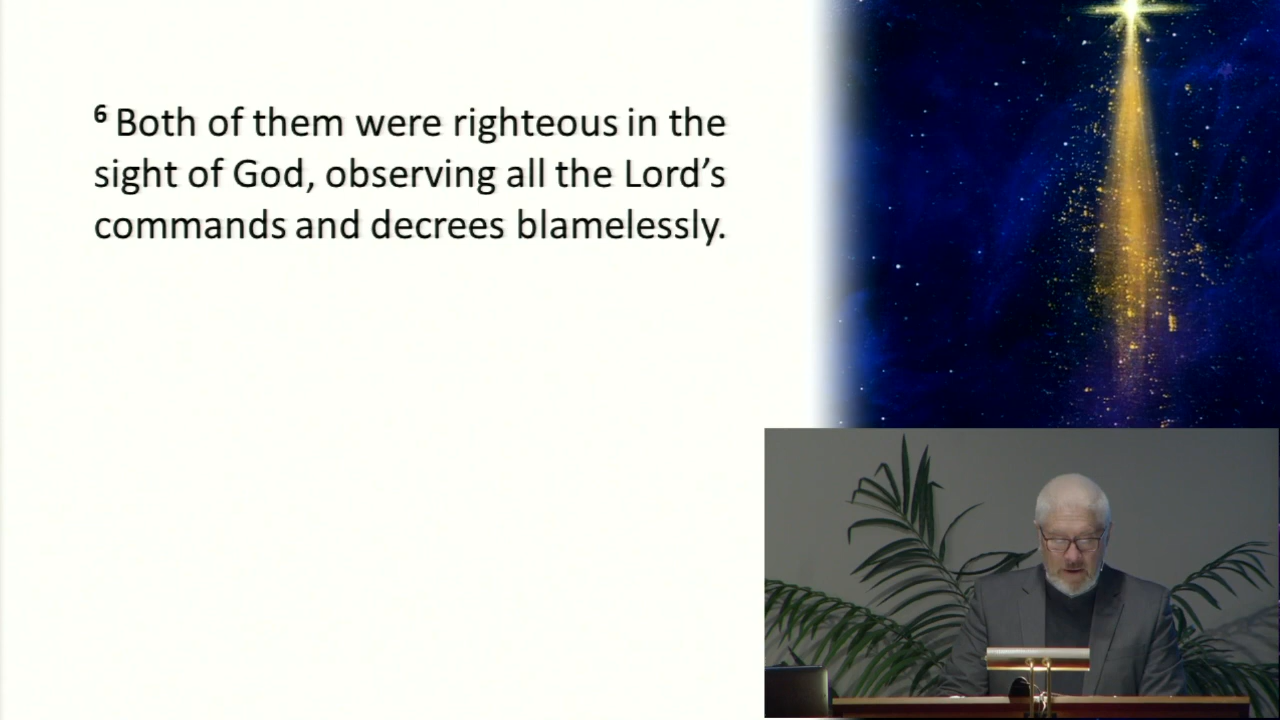 6 Both of them were righteous in the
sight of God, observing all the Lord’s
commands and decrees blamelessly.